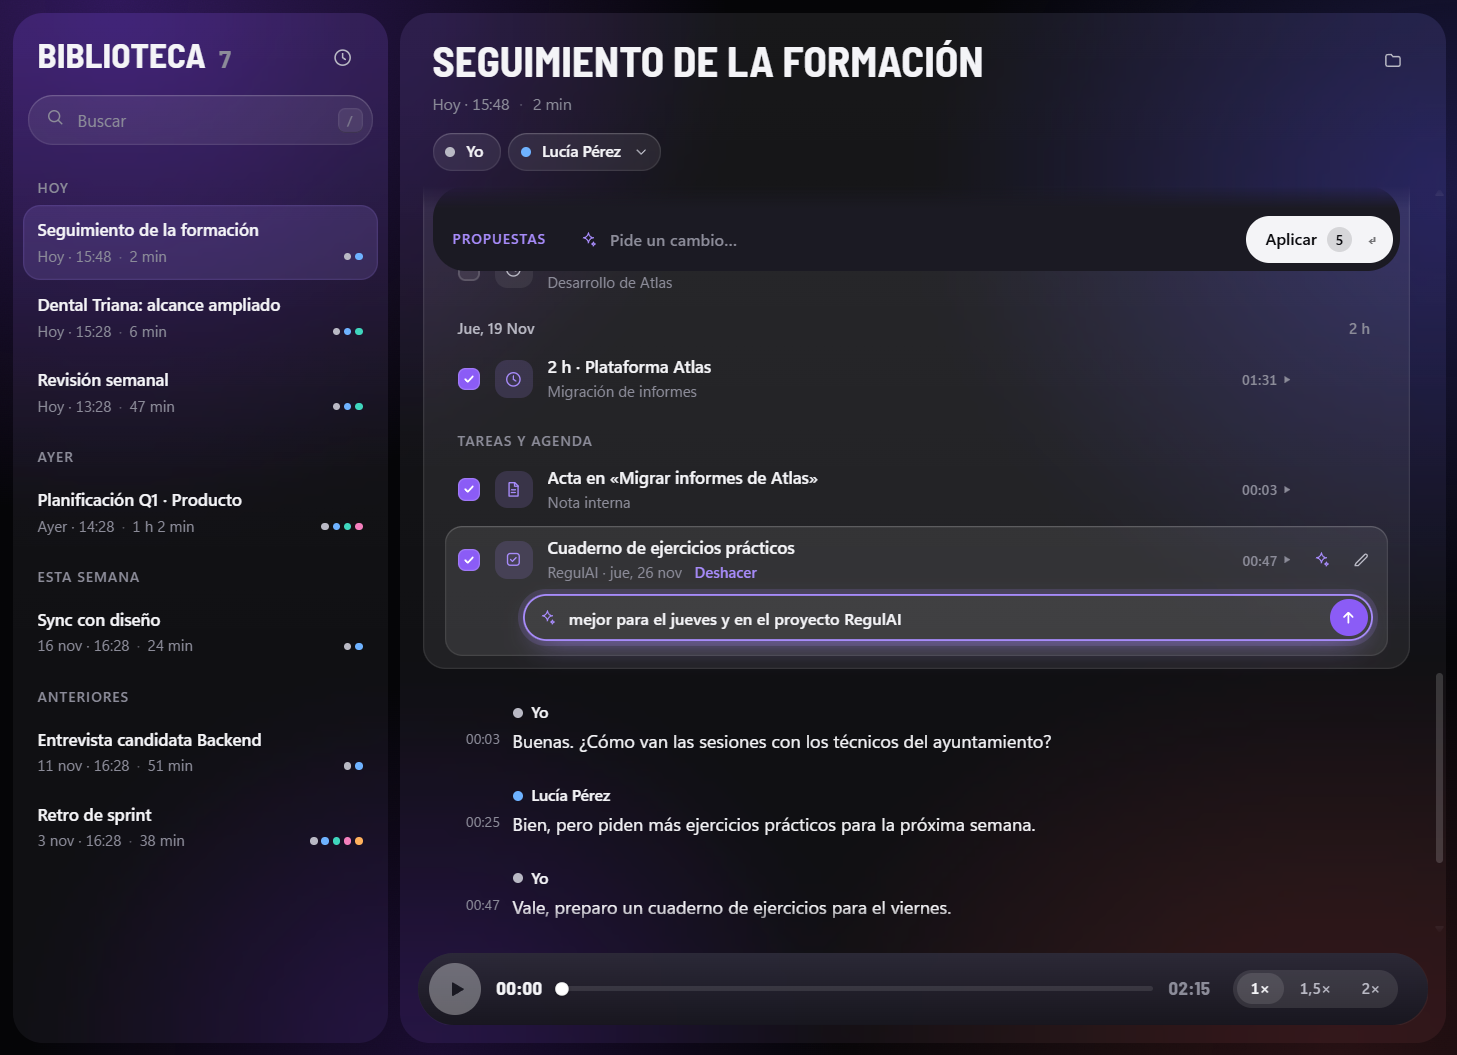 BIBLIOTECA 7
Buscar /
HOY
Seguimiento de la formación
Hoy · 15:48 · 2 min
Dental Triana: alcance ampliado
Hoy · 15:28 · 6 min
Revisión semanal
Hoy · 13:28 · 47 min
AYER
Planificación Q1 · Producto
Ayer · 14:28 · 1 h 2 min
ESTA SEMANA
Sync con diseño
16 nov · 16:28 · 24 min
ANTERIORES
Entrevista candidata Backend
11 nov · 16:28 · 51 min
Retro de sprint
3 nov · 16:28 · 38 min
SEGUIMIENTO DE LA FORMACIÓN
Hoy · 15:48 · 2 min
Yo Lucía Pérez
PROPUESTAS Pide un cambio... Aplicar 5
Desarrollo de Atlas
Jue, 19 Nov 2 h
2 h · Plataforma Atlas
Migración de informes
01:31
TAREAS Y AGENDA
Acta en «Migrar informes de Atlas»
Nota interna
00:03
Cuaderno de ejercicios prácticos
RegulAI · jue, 26 nov Deshacer
00:47
mejor para el jueves y en el proyecto RegulAI
Yo
00:03 Buenas. ¿Cómo van las sesiones con los técnicos del ayuntamiento?
Lucía Pérez
00:25 Bien, pero piden más ejercicios prácticos para la próxima semana.
Yo
00:47 Vale, preparo un cuaderno de ejercicios para el viernes.
00:00 02:15 1× 1,5× 2×